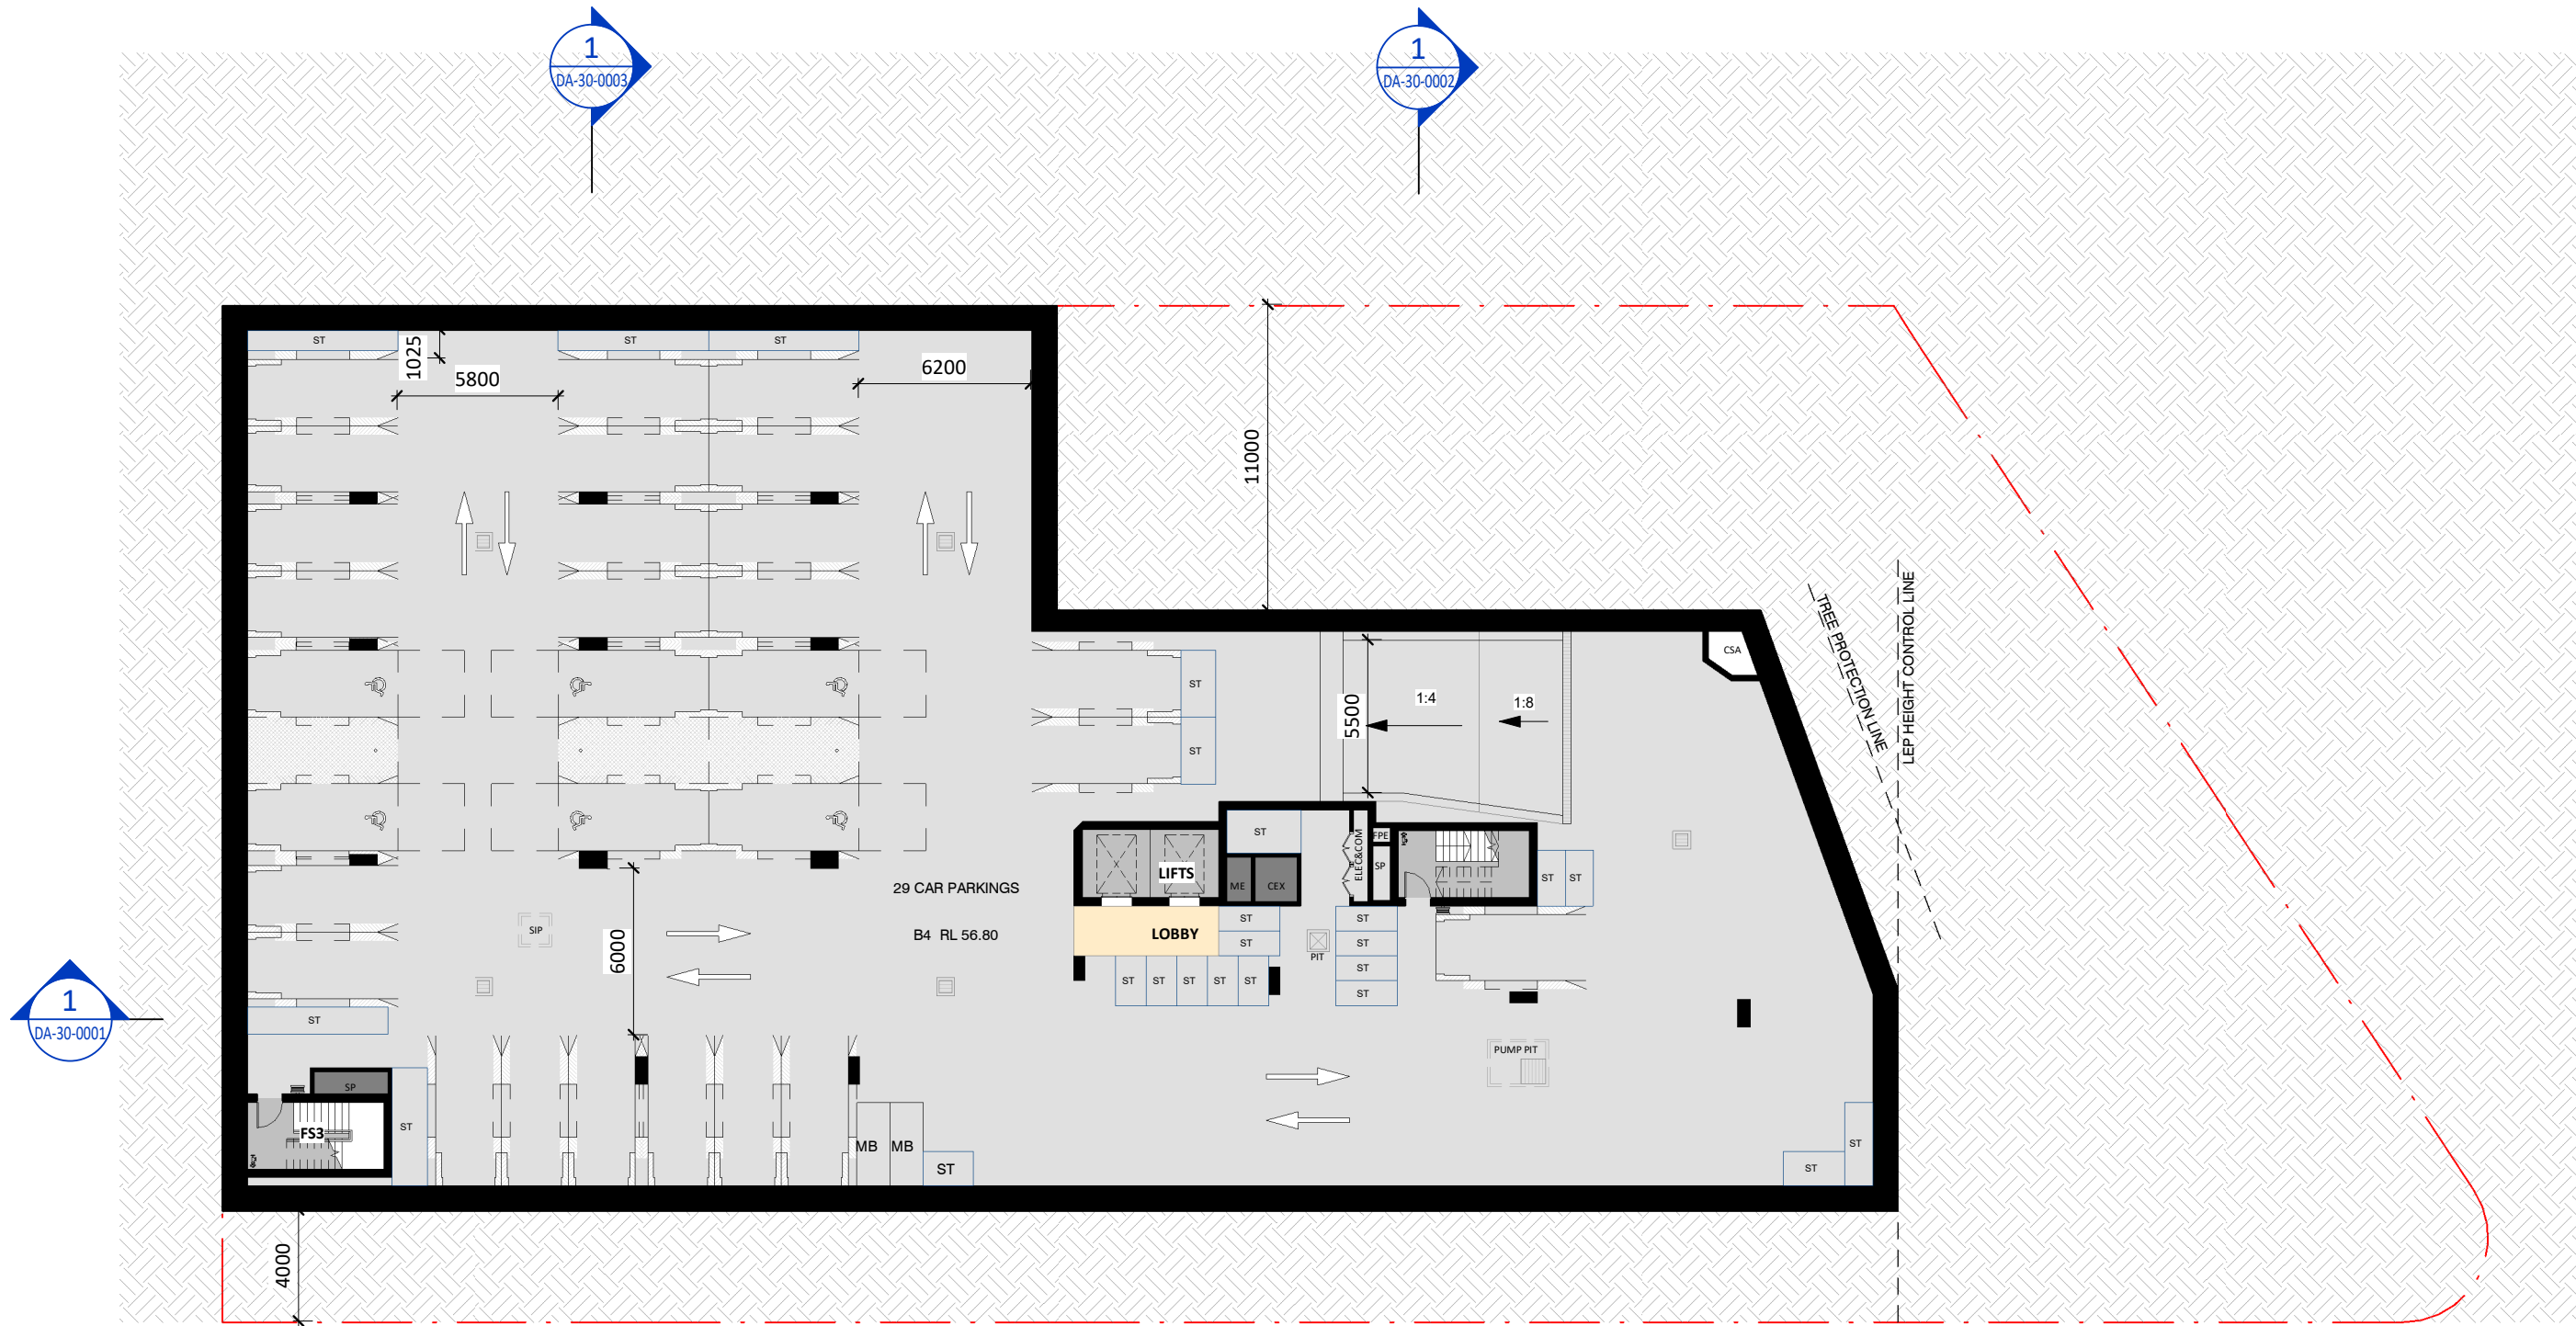 1
DA-30-0003
1
DA-30-0002
ST
ST
ST
1025
5800
6200
11000
TREE PROTECTION LINE
LEP HEIGHT CONTROL LINE
CSA
ST
ST
5500
1:4
1:8
ST
ELEC&COM
FPE
SP
LIFTS
ME
CEX
ST
ST
29 CAR PARKINGS
B4 RL 56.80
SIP
6000
LOBBY
ST
ST
PIT
ST
ST
ST
ST
ST
ST
ST
ST
ST
1
DA-30-0001
ST
PUMP PIT
SP
FS3
ST
MB
MB
ST
ST
ST
4000